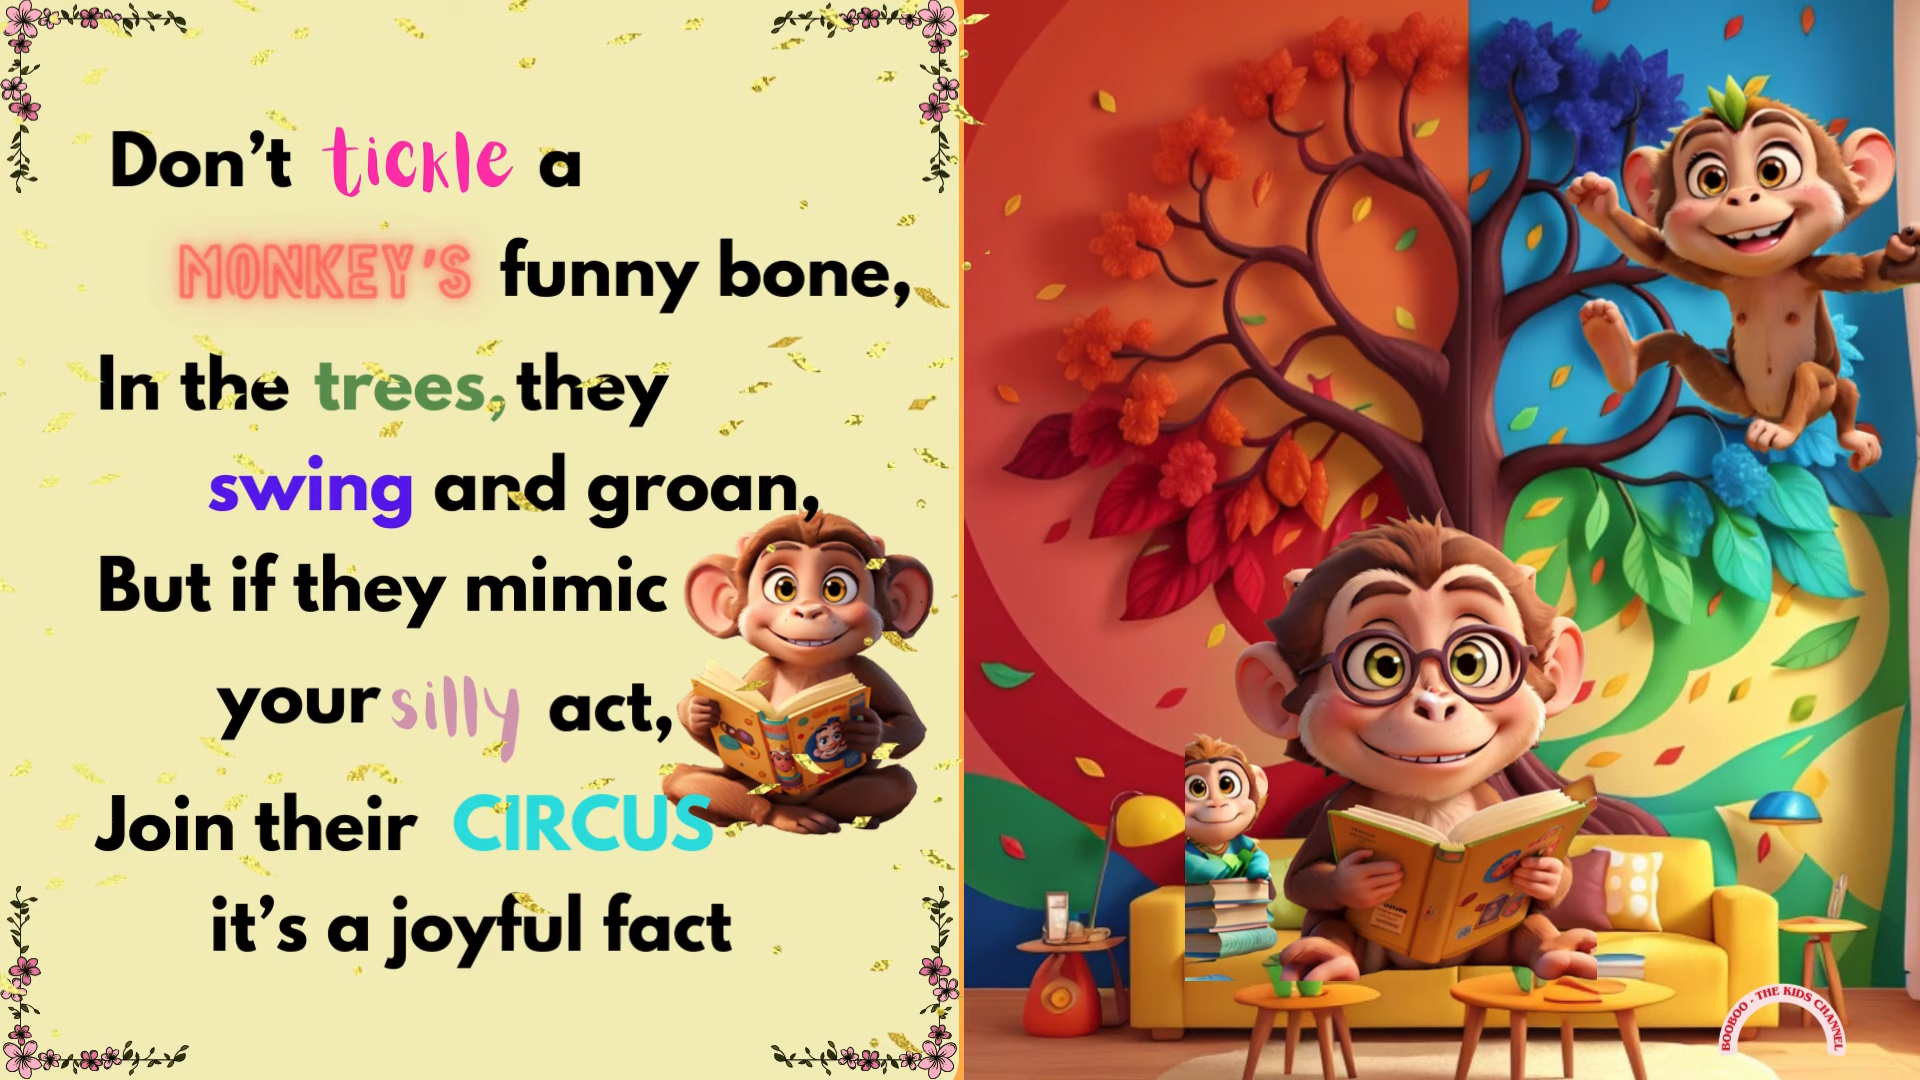 Don’t tickle a
MONKEY’S funny bone,
In the trees, they
swing and groan,
But if they mimic
your silly act,
Join their CIRCUS
it’s a joyful fact
BOOBOO - THE KIDS CHANNEL